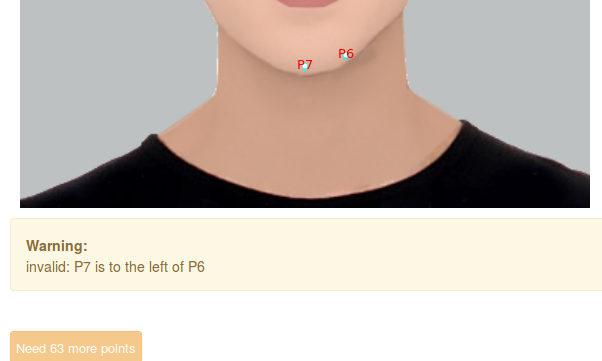 P6
P7
Warning:
invalid: P7 is to the left of P6
Need 63 more points